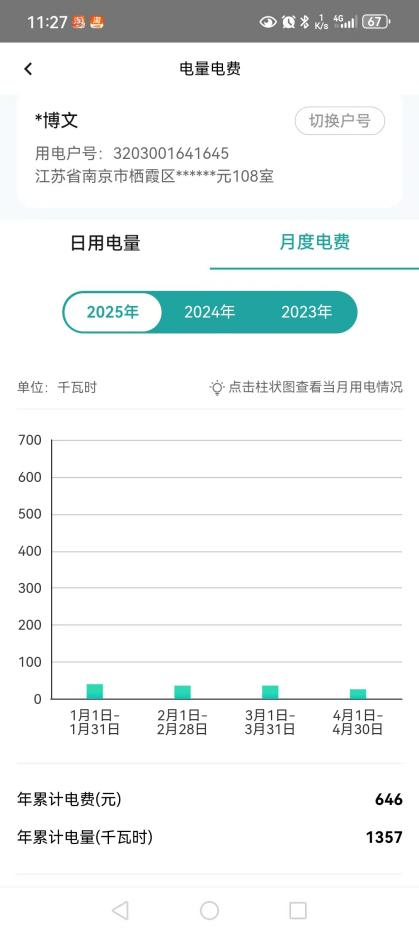 11:27
1
K/s
4G
67
电量电费
*博文
切换户号
用电户号：3203001641645
江苏省南京市栖霞区******元108室
日用电量
月度电费
2025年
2024年
2023年
单位：千瓦时
点击柱状图查看当月用电情况
700
600
500
400
300
200
100
0
1月1日-
1月31日
2月1日-
2月28日
3月1日-
3月31日
4月1日-
4月30日
年累计电费(元)
646
年累计电量(千瓦时)
1357